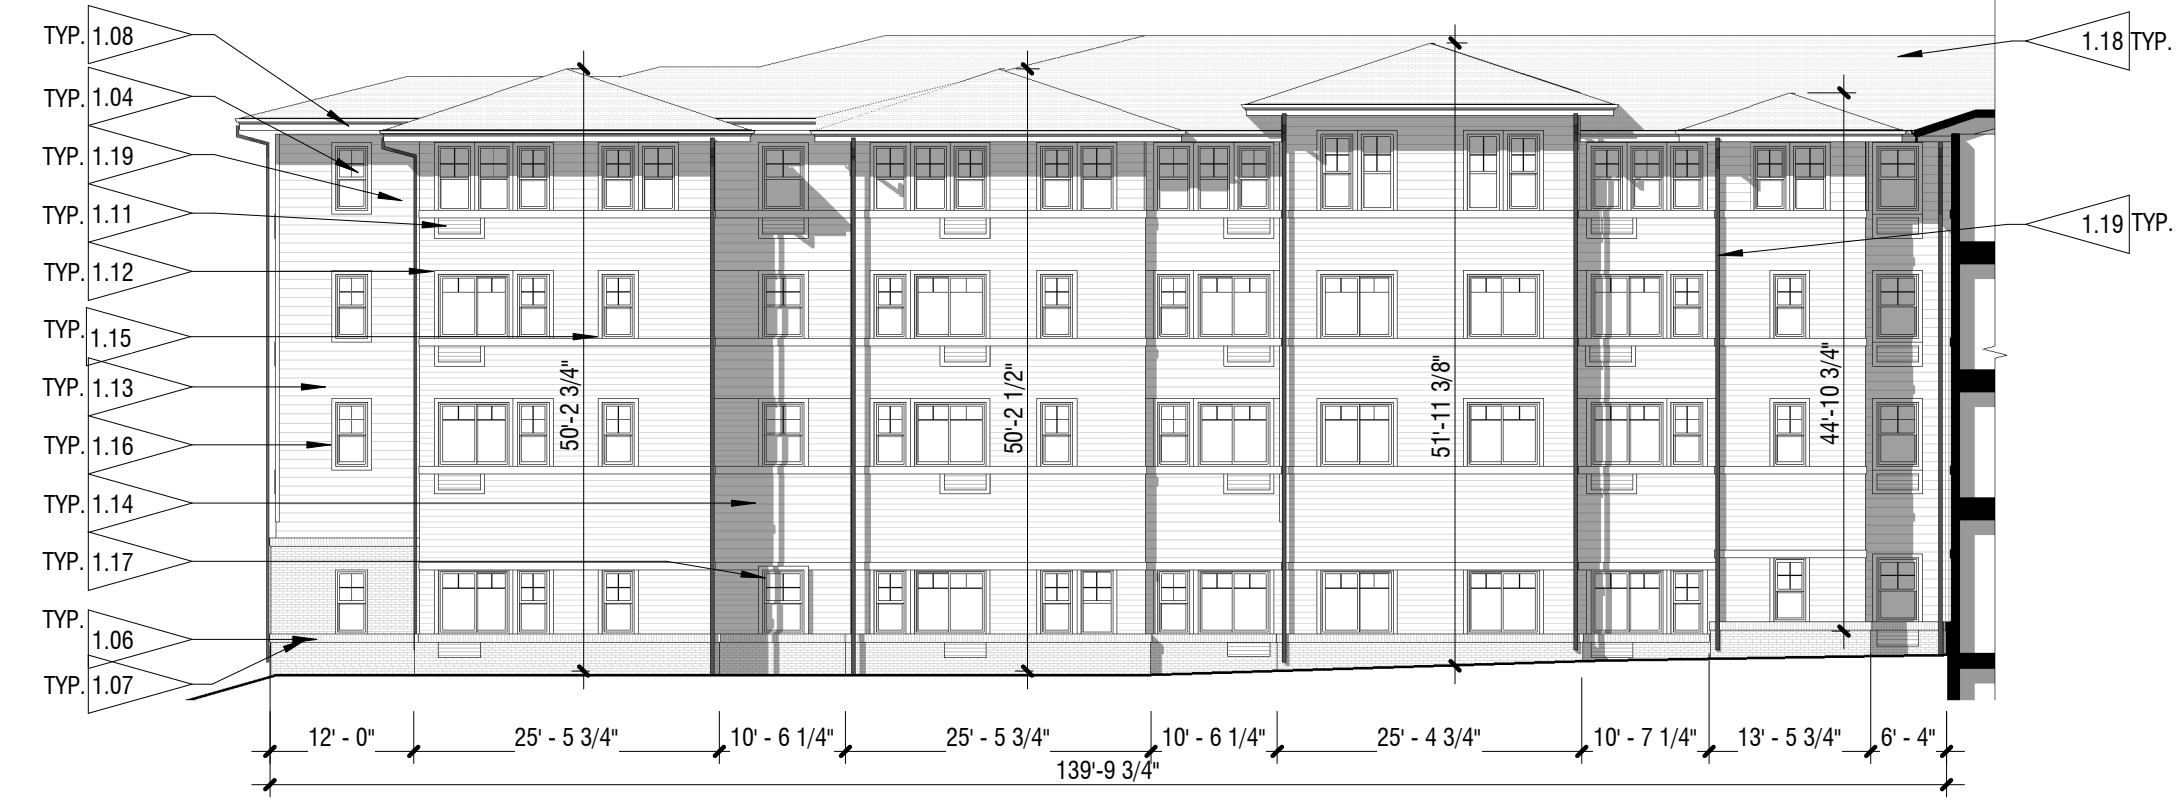 TYP. 1.08
TYP. 1.04
TYP. 1.19
TYP. 1.11
TYP. 1.12
TYP. 1.15
TYP. 1.13
TYP. 1.16
TYP. 1.14
TYP. 1.17
TYP. 1.06
TYP. 1.07
1.18 TYP.
1.19 TYP.
50'-2 3/4"
50'-2 1/2"
51'-11 3/8"
44'-10 3/4"
12' - 0" 25' - 5 3/4" 10' - 6 1/4" 25' - 5 3/4" 10' - 6 1/4" 25' - 4 3/4" 10' - 7 1/4" 13' - 5 3/4" 6' - 4"
139'-9 3/4"